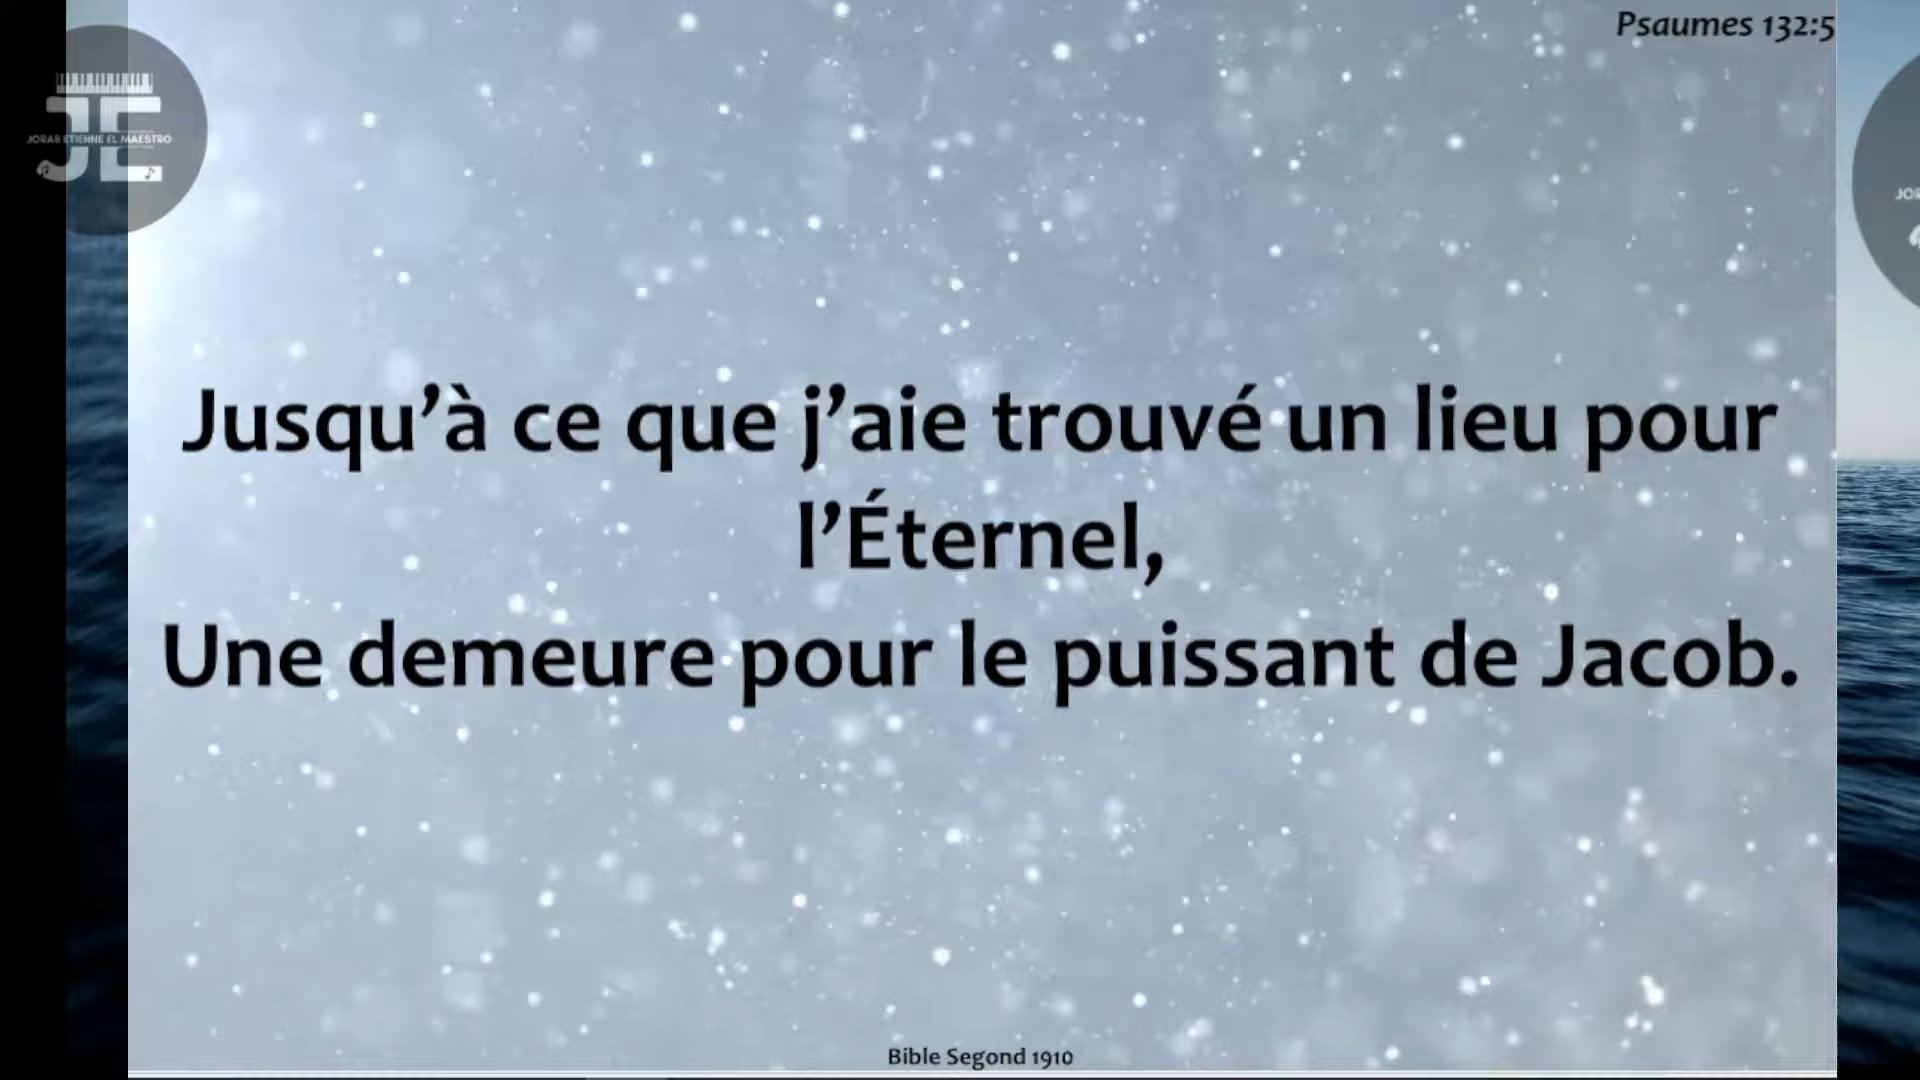 Psaumes 132:5
JE
JORAB ETIENNE EL MAESTRO
Jusqu’à ce que j’aie trouvé un lieu pour
l’Éternel,
Une demeure pour le puissant de Jacob.
Bible Segond 1910